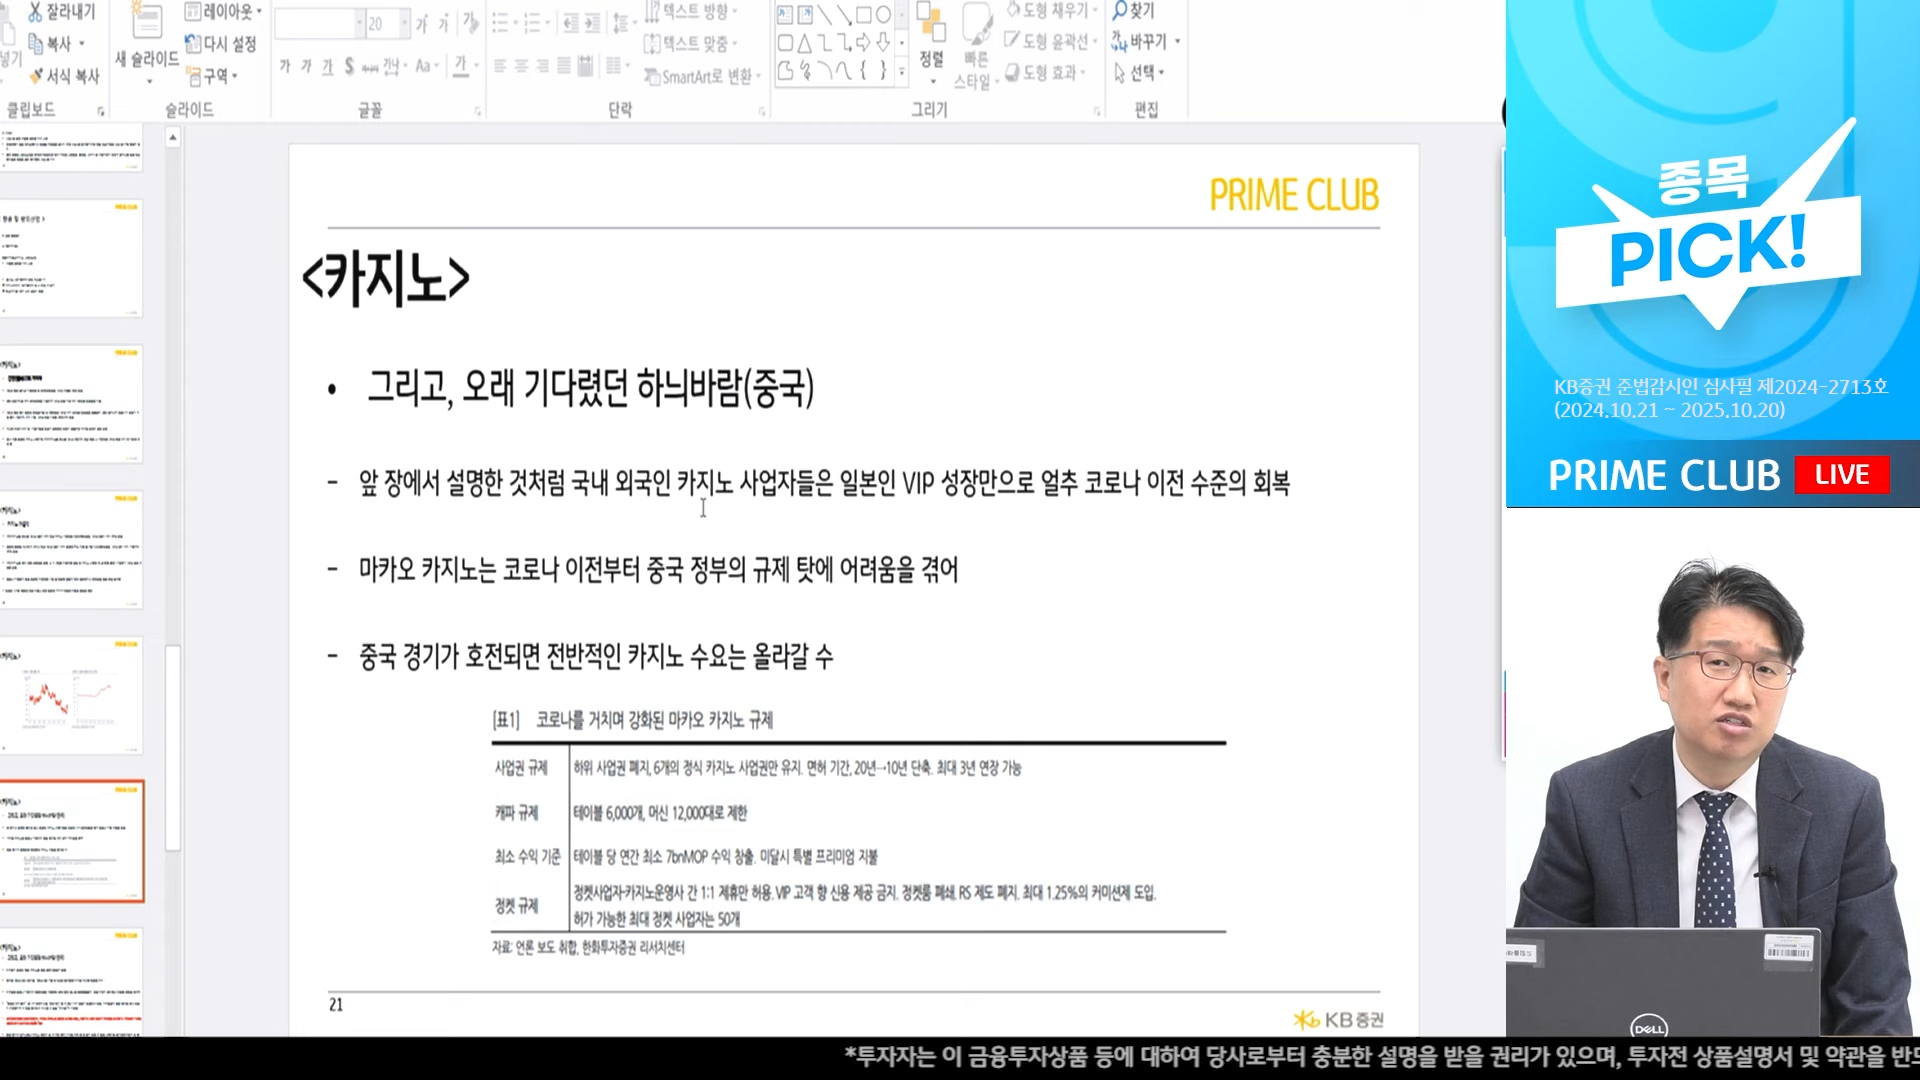 잘라내기
복사
서식 복사
클립보드
새 슬라이드
레이아웃
다시 설정
구역
슬라이드
20
가 가 가 S 간 Aa 가
글꼴
텍스트 방향
텍스트 맞춤
SmartArt로 변환
단락
정렬
빠른
스타일
도형 채우기
도형 윤곽선
도형 효과
그리기
찾기
바꾸기
선택
편집
PRIME CLUB
<카지노>
• 그리고, 오래 기다렸던 하늬바람(중국)
- 앞 장에서 설명한 것처럼 국내 외국인 카지노 사업자들은 일본인 VIP 성장만으로 얼추 코로나 이전 수준의 회복
- 마카오 카지노는 코로나 이전부터 중국 정부의 규제 탓에 어려움을 겪어
- 중국 경기가 호전되면 전반적인 카지노 수요는 올라갈 수
[표1] 코로나를 거치며 강화된 마카오 카지노 규제
사업권 규제 하위 사업권 폐지, 6개의 정식 카지노 사업권만 유지. 면허 기간, 20년→10년 단축. 최대 3년 연장 가능
캐파 규제 테이블 6,000개, 머신 12,000대로 제한
최소 수익 기준 테이블 당 연간 최소 7bnMOP 수익 창출. 미달시 특별 프리미엄 지불
정켓 규제 정켓사업자-카지노운영사 간 1:1 제휴만 허용. VIP 고객 향 신용 제공 금지. 정켓룸 폐쇄. RS 제도 폐지. 최대 1.25%의 커미션제 도입.
허가 가능한 최대 정켓 사업자는 50개
자료: 언론 보도 취합, 한화투자증권 리서치센터
21
KB증권
종목
PICK!
KB증권 준법감시인 심사필 제2024-2713호
(2024.10.21 ~ 2025.10.20)
PRIME CLUB LIVE
DELL
*투자자는 이 금융투자상품 등에 대하여 당사로부터 충분한 설명을 받을 권리가 있으며, 투자전 상품설명서 및 약관을 반드